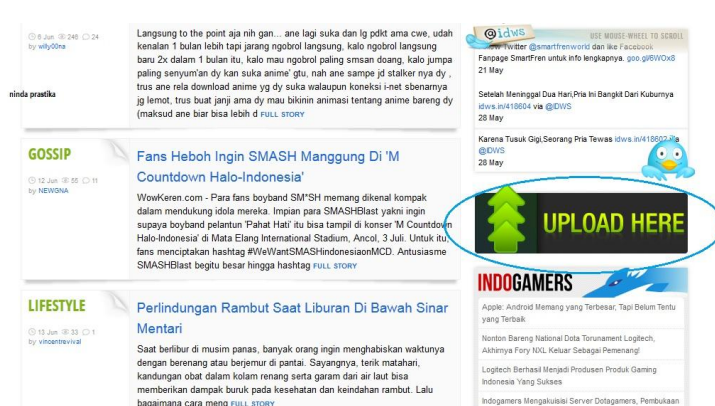 6 Jun 246 24
by willy00na
ninda prastika
Langsung to the point aja nih gan... ane lagi suka dan lg pdkt ama cwe, udah
kenalan 1 bulan lebih tapi jarang ngobrol langsung, kalo ngobrol langsung
baru 2x dalam 1 bulan itu, kalo mau ngobrol paling smsan doang, kalo jumpa
paling senyum'an dy kan suka anime' gtu, nah ane sampe jd stalker nya dy ,
trus ane rela download anime yg dy suka walaupun koneksi i-net sbenarnya
jg lemot, trus buat janji ama dy mau bikinin animasi tentang anime bareng dy
(maksud ane biar bisa lebih d FULL STORY
GOSSIP
12 Jun 55 11
by NEWGNA
Fans Heboh Ingin SMASH Manggung Di 'M
Countdown Halo-Indonesia'
WowKeren.com - Para fans boyband SM*SH memang dikenal kompak
dalam mendukung idola mereka. Impian para SMASHBlast yakni ingin
supaya boyband pelantun 'Pahat Hati' itu bisa tampil di konser 'M Countdown
Halo-Indonesia' di Mata Elang International Stadium, Ancol, 3 Juli. Untuk itu,
fans menciptakan hashtag #WeWantSMASHindonesiaonMCD. Antusiasme
SMASHBlast begitu besar hingga hashtag FULL STORY
LIFESTYLE
13 Jun 33 1
by vincentrevival
Perlindungan Rambut Saat Liburan Di Bawah Sinar
Mentari
Saat berlibur di musim panas, banyak orang ingin menghabiskan waktunya
dengan berenang atau berjemur di pantai. Sayangnya, terik matahari,
kandungan obat dalam kolam renang serta garam dari air laut bisa
memberikan dampak buruk pada kesehatan dan keindahan rambut. Lalu
bagaimana cara meng FULL STORY
@idws
USE MOUSE-WHEEL TO SCROLL
Twitter @smartfrenworld dan like Facebook
Fanpage SmartFren untuk info lengkapnya. goo.gl/6WOx8
21 May
Setelah Meninggal Dua Hari,Pria Ini Bangkit Dari Kuburnya
idws.in/418604 via @IDWS
28 May
Karena Tusuk Gigi,Seorang Pria Tewas idws.in/418602 via
@IDWS
28 May
UPLOAD HERE
INDOGAMERS
Apple: Android Memang yang Terbesar, Tapi Belum Tentu
yang Terbaik
Nonton Bareng National Dota Torunament Logitech,
Akhirnya Fory NXL Keluar Sebagai Pemenang!
Logitech Berhasil Menjadi Produsen Produk Gaming
Indonesia Yang Sukses
Indogamers Mengakuisisi Server Dotagamers, Pembukaan